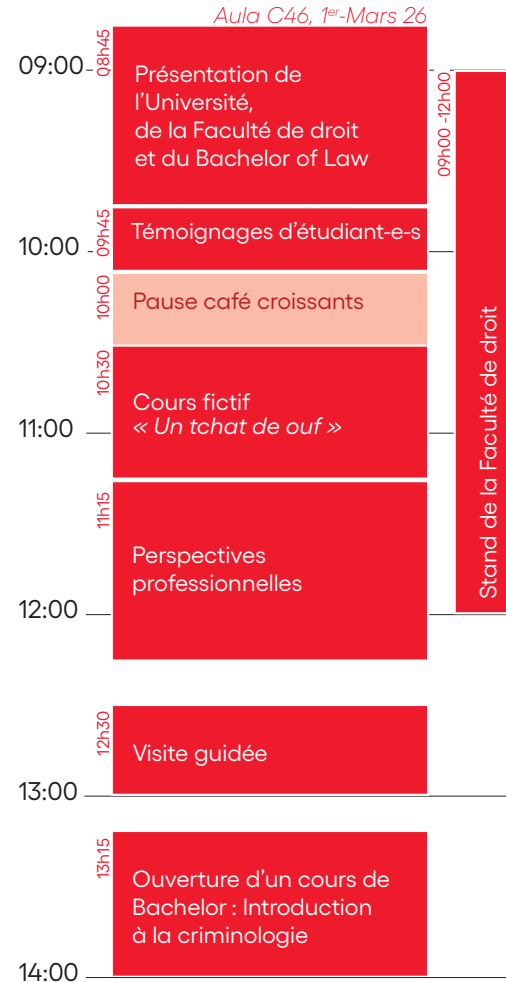 Aula C46, 1er-Mars 26
09:00
08h45
Présentation de
l’Université,
de la Faculté de droit
et du Bachelor of Law
09h00 -12h00
Stand de la Faculté de droit
10:00
09h45
Témoignages d’étudiant-e-s
10h00
Pause café croissants
10h30
Cours fictif
« Un tchat de ouf »
11:00
11h15
Perspectives
professionnelles
12:00
12h30
Visite guidée
13:00
13h15
Ouverture d’un cours de
Bachelor : Introduction
à la criminologie
14:00